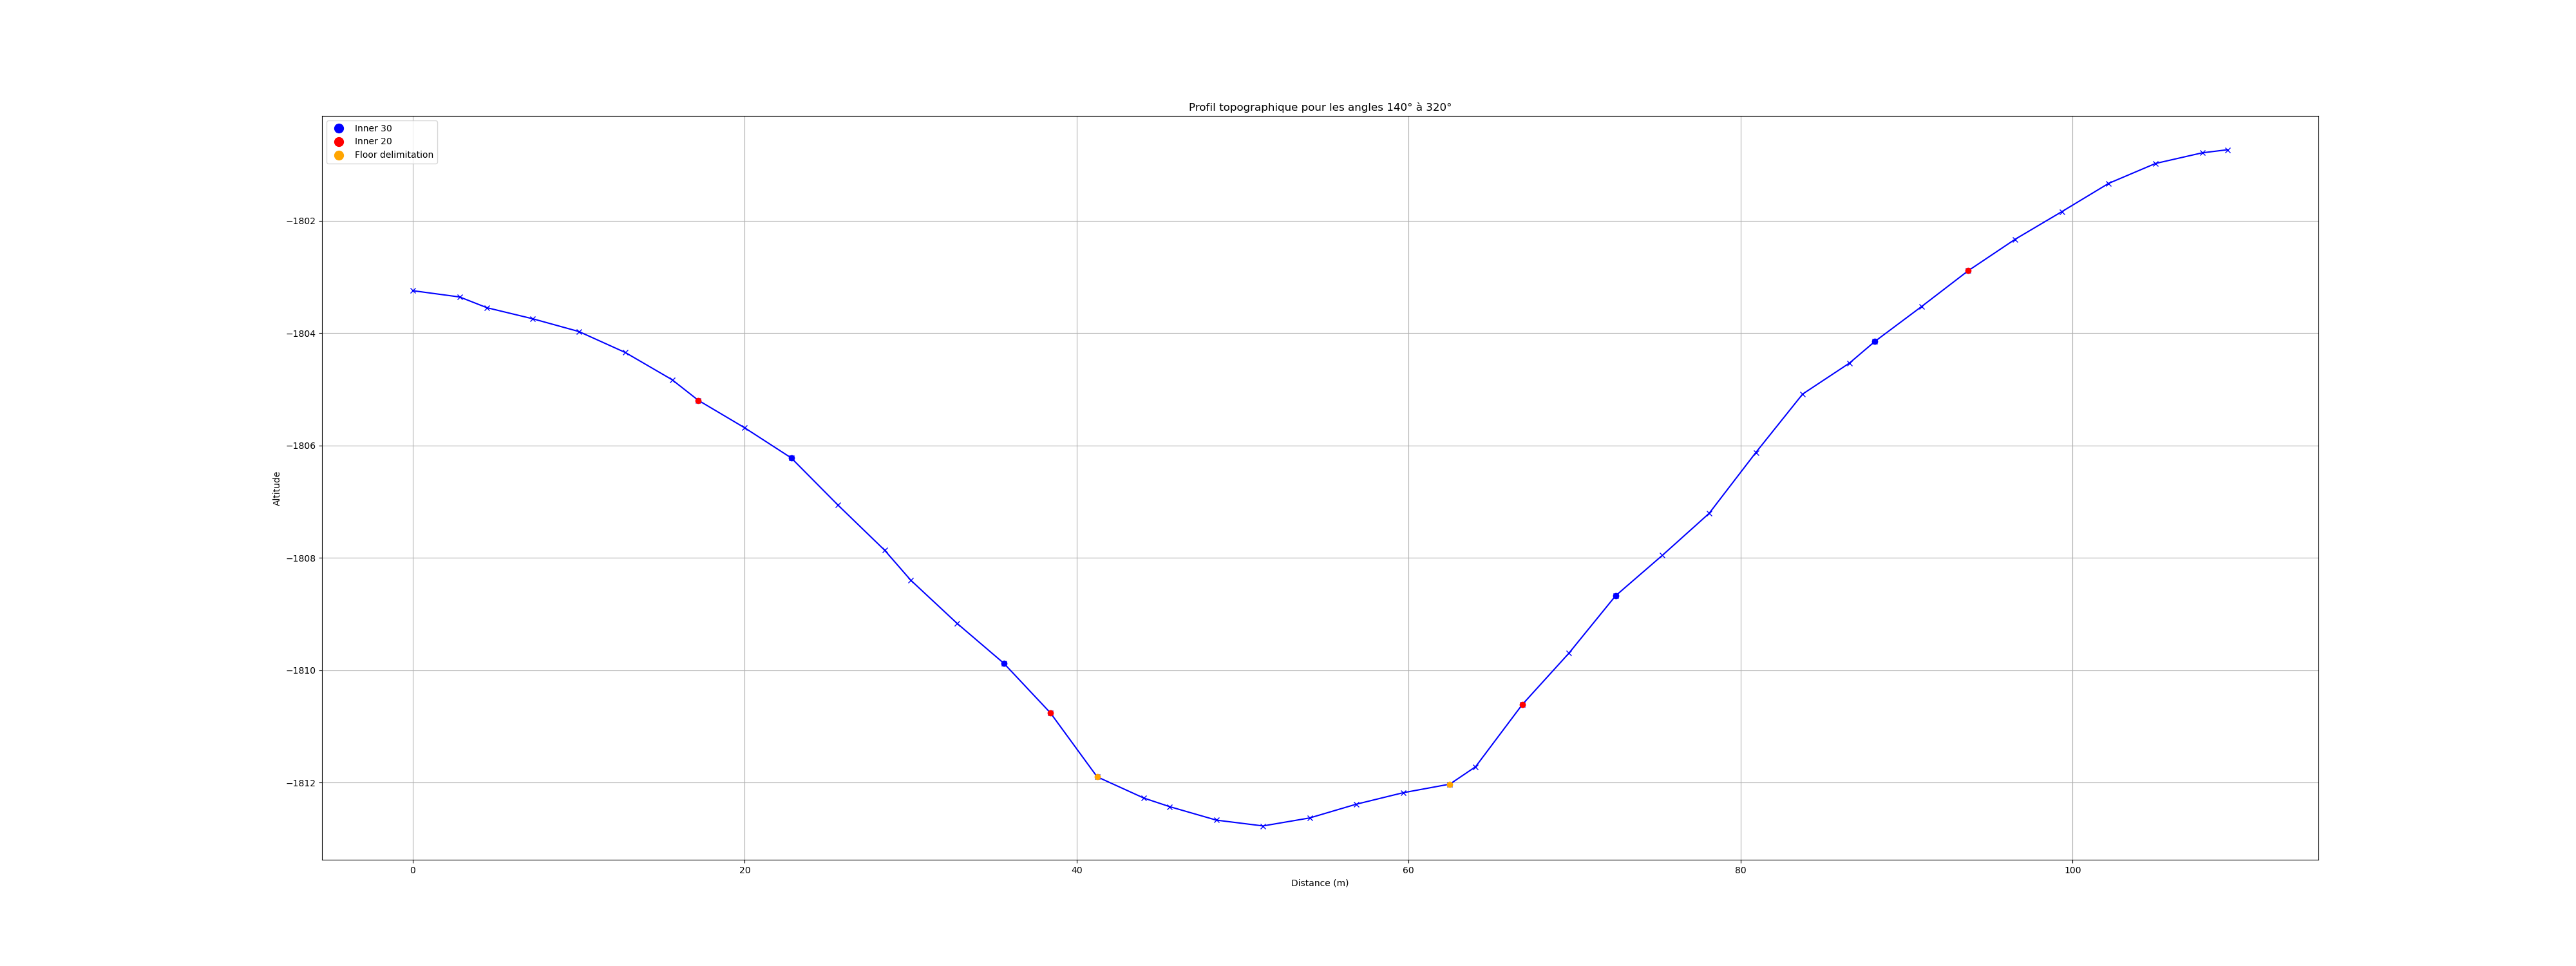 Profil topographique pour les angles 140° à 320°
Inner 30
Inner 20
Floor delimitation
−1802
−1804
−1806
−1808
−1810
−1812
Altitude
0 20 40 60 80 100
Distance (m)